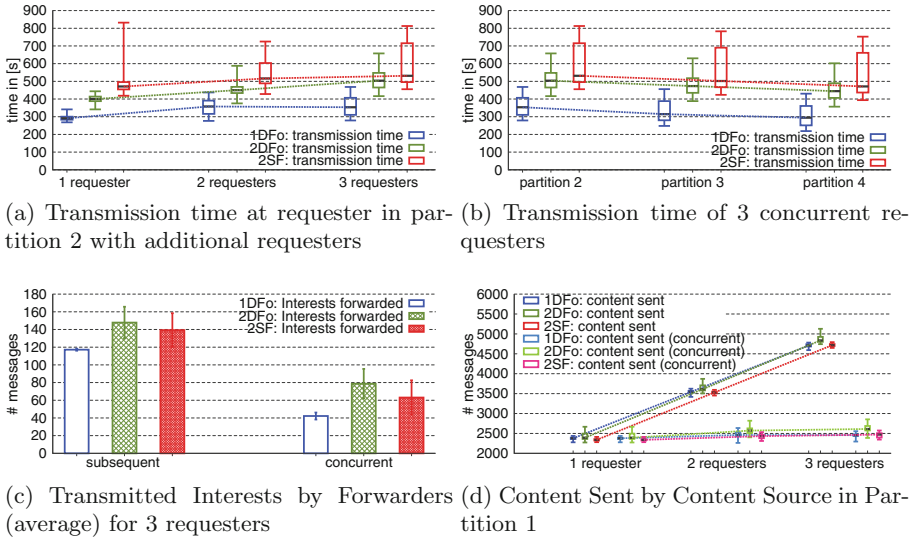 900
800
700
600
500
400
300
200
100
0
time in [s]
1DFo: transmission time
2DFo: transmission time
2SF: transmission time
1 requester 2 requesters 3 requesters
(a) Transmission time at requester in par-
tition 2 with additional requesters
900
800
700
600
500
400
300
200
100
0
time in [s]
1DFo: transmission time
2DFo: transmission time
2SF: transmission time
partition 2 partition 3 partition 4
(b) Transmission time of 3 concurrent re-
questers
180
160
140
120
100
80
60
40
20
0
# messages
1DFo: Interests forwarded
2DFo: Interests forwarded
2SF: Interests forwarded
subsequent concurrent
(c) Transmitted Interests by Forwarders
(average) for 3 requesters
6000
5500
5000
4500
4000
3500
3000
2500
2000
# messages
1DFo: content sent
2DFo: content sent
2SF: content sent
1DFo: content sent (concurrent)
2DFo: content sent (concurrent)
2SF: content sent (concurrent)
1 requester 2 requesters 3 requesters
(d) Content Sent by Content Source in Par-
tition 1